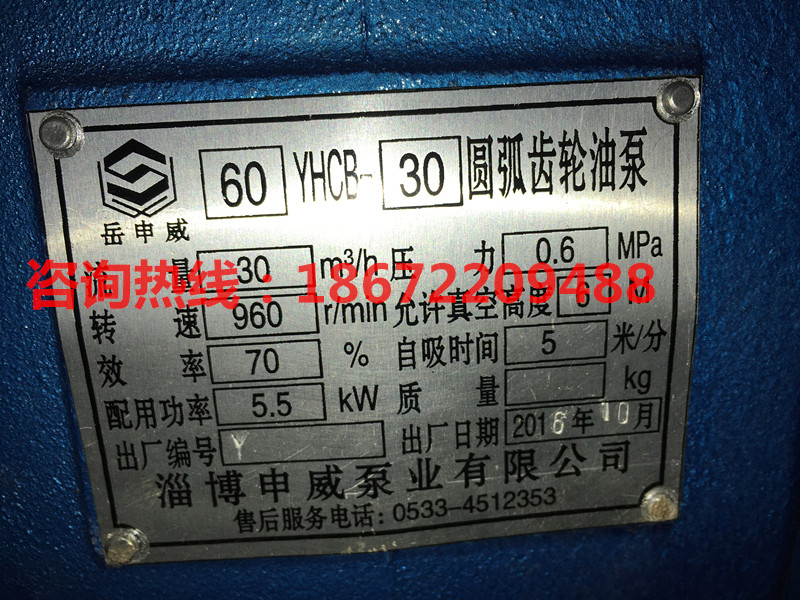 60 YHCB- 30 圆弧齿轮油泵
岳申威
流 量 30 m³/h 压 力 0.6 MPa
咨询热线：18672209488
转 速 960 r/min 允许真空高度 6 M
效 率 70 % 自吸时间 5 米/分
配用功率 5.5 kW 质 量 kg
出厂编号 Y 出厂日期 2016年10月
淄博申威泵业有限公司
售后服务电话：0533-4512353